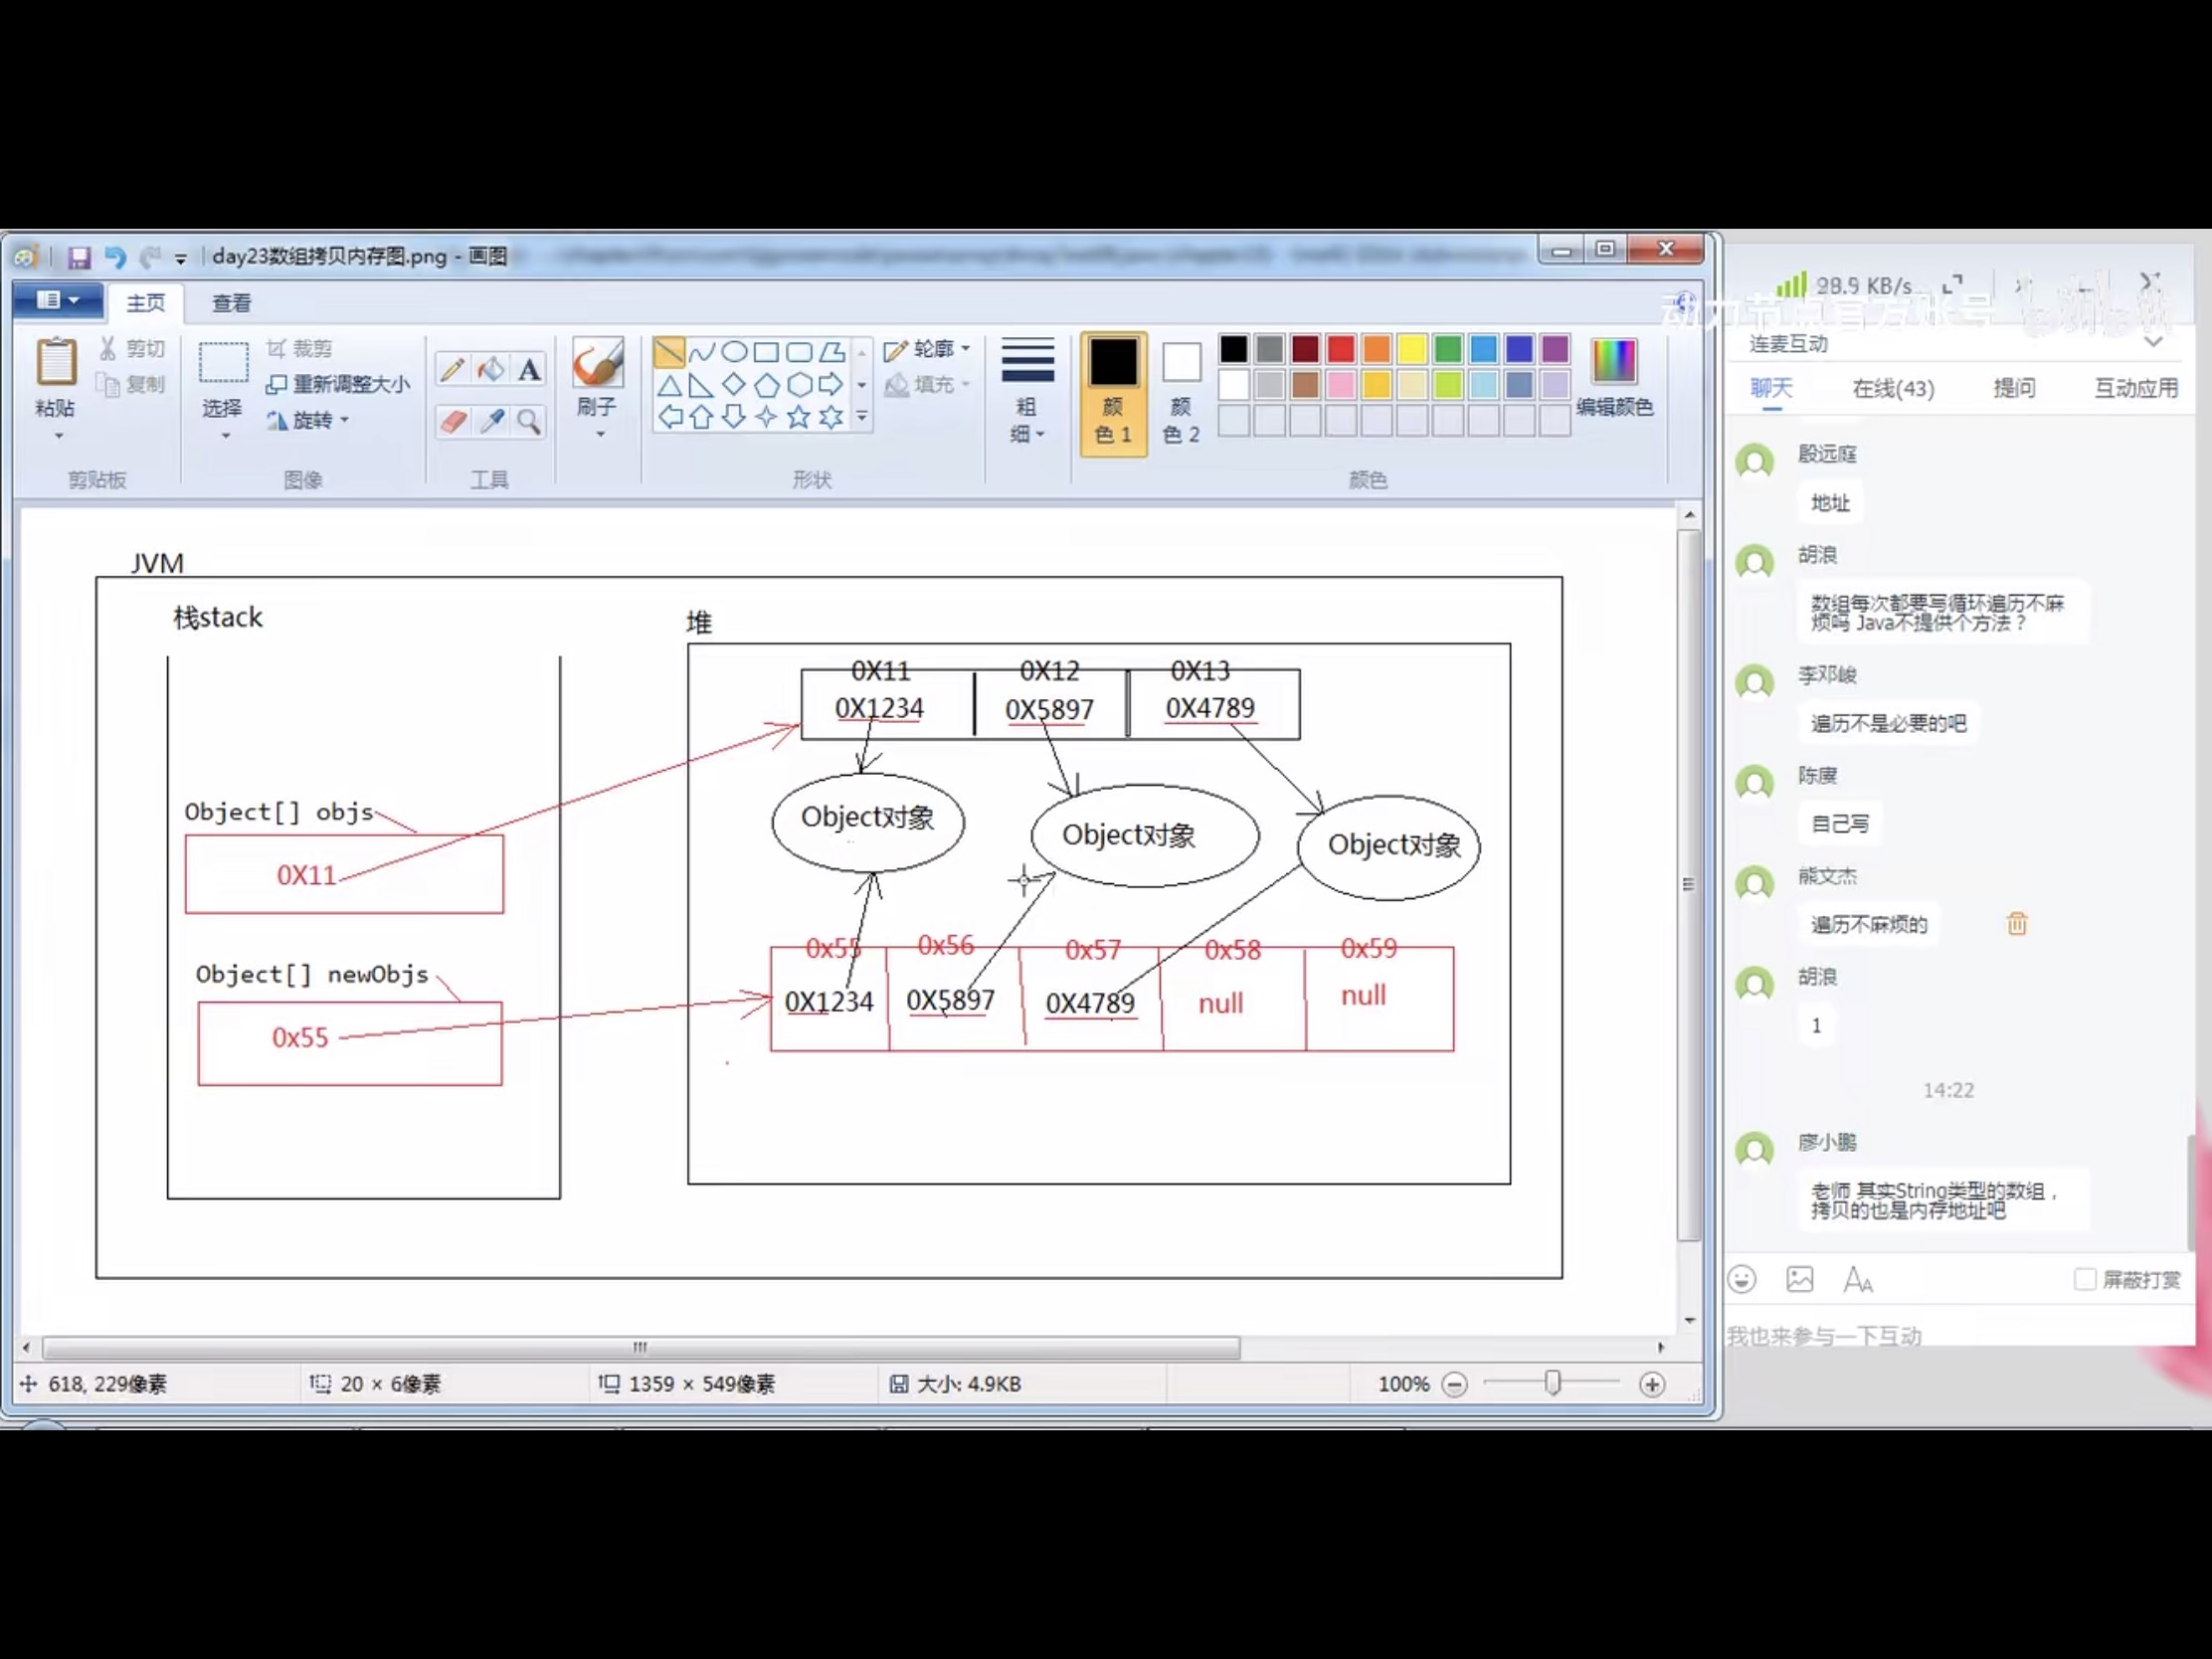 day23数组拷贝内存图.png - 画图
主页
查看
粘贴
剪切
复制
剪贴板
选择
裁剪
重新调整大小
旋转
图像
A
工具
刷子
轮廓
填充
形状
粗
细
颜
色 1
颜
色 2
编辑颜色
颜色
JVM
栈stack
堆
0X11
0X12
0X13
0X1234
0X5897
0X4789
Object[] objs
0X11
Object对象
Object对象
Object对象
Object[] newObjs
0x55
0x55
0x56
0x57
0x58
0x59
0X1234
0X5897
0X4789
null
null
618, 229像素
20 × 6像素
1359 × 549像素
大小: 4.9KB
100%
28.9 KB/s
动力节点官方账号
bilibili
连麦互动
聊天
在线(43)
提问
互动应用
殷远庭
地址
胡浪
数组每次都要写循环遍历不麻
烦吗 Java不提供个方法？
李邓峻
遍历不是必要的吧
陈赓
自己写
熊文杰
遍历不麻烦的
胡浪
1
14:22
廖小鹏
老师 其实String类型的数组，
拷贝的也是内存地址吧
屏蔽打赏
我也来参与一下互动